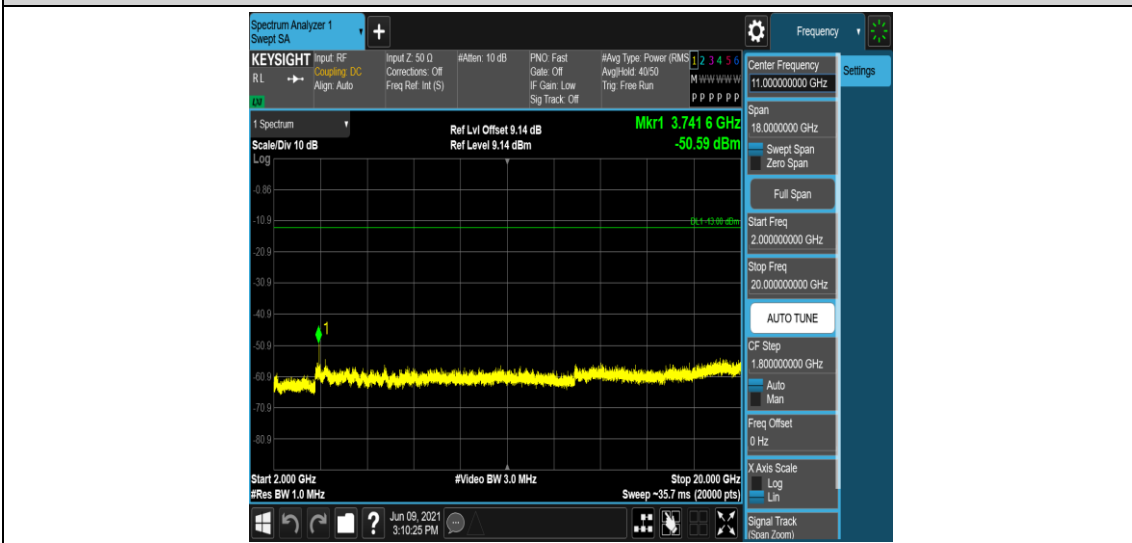 Spectrum Analyzer 1
Swept SA
+
Frequency
KEYSIGHT
RL
Input: RF
Coupling: DC
Align: Auto
Input Z: 50 Ω
Corrections: Off
Freq Ref: Int (S)
#Atten: 10 dB
PNO: Fast
Gate: Off
IF Gain: Low
Sig Track: Off
#Avg Type: Power (RMS
Avg|Hold: 40/50
Trig: Free Run
1 2 3 4 5 6
M W W W W W
P P P P P P
Center Frequency
11.000000000 GHz
Settings
Span
18.0000000 GHz
Swept Span
Zero Span
Full Span
Start Freq
2.000000000 GHz
Stop Freq
20.000000000 GHz
AUTO TUNE
CF Step
1.800000000 GHz
Auto
Man
Freq Offset
0 Hz
X Axis Scale
Log
Lin
Signal Track
(Span Zoom)
1 Spectrum
Scale/Div 10 dB
Ref Lvl Offset 9.14 dB
Ref Level 9.14 dBm
Mkr1 3.741 6 GHz
-50.59 dBm
Log
-0.86
-10.9
DL1 -13.00 dBm
-20.9
-30.9
-40.9
1
-50.9
-60.9
-70.9
-80.9
Start 2.000 GHz
#Video BW 3.0 MHz
Stop 20.000 GHz
#Res BW 1.0 MHz
Sweep ~35.7 ms (20000 pts)
?
Jun 09, 2021
3:10:25 PM